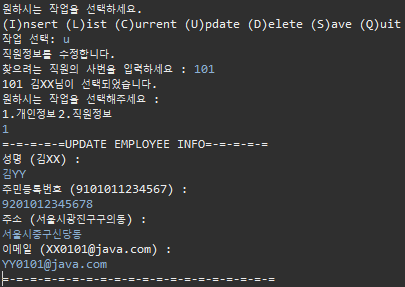 원하시는 작업을 선택하세요.
(I)nsert (L)ist (C)urrent (U)pdate (D)elete (S)ave (Q)uit
작업 선택: u
직원정보를 수정합니다.
찾으려는 직원의 사번을 입력하세요 : 101
101 김XX님이 선택되었습니다.
원하시는 작업을 선택해주세요 :
1.개인정보 2.직원정보
1
=-=-=-=UPDATE EMPLOYEE INFO=-=-=-=-=
성명 (김XX) :
김YY
주민등록번호 (9101011234567) :
9201012345678
주소 (서울시광진구구의동) :
서울시중구신당동
이메일 (XX0101@java.com) :
YY0101@java.com
=-=-=-=-=-=-=-=-=-=-=-=-=-=-=-=-=-=-=